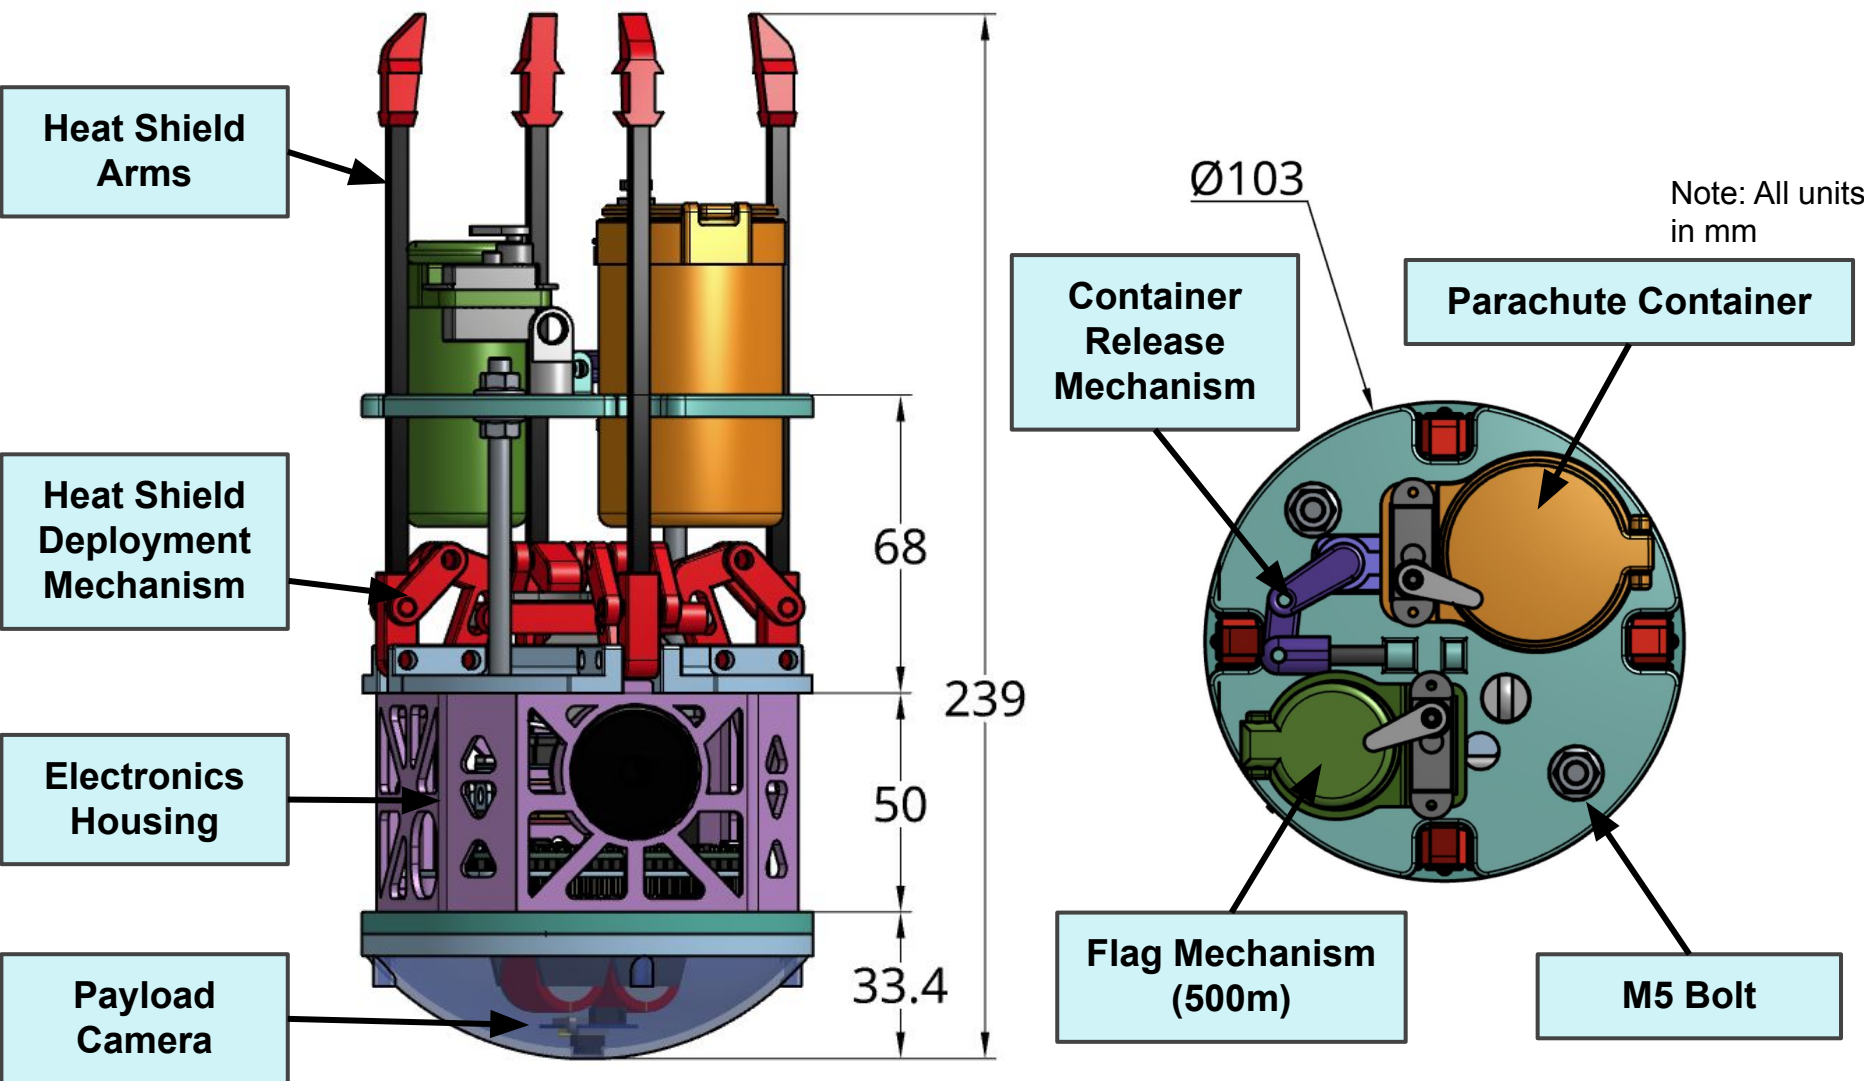 Heat Shield
Arms
Heat Shield
Deployment
Mechanism
Electronics
Housing
Payload
Camera
68
50
33.4
239
Ø103
Note: All units
in mm
Container
Release
Mechanism
Parachute Container
Flag Mechanism
(500m)
M5 Bolt